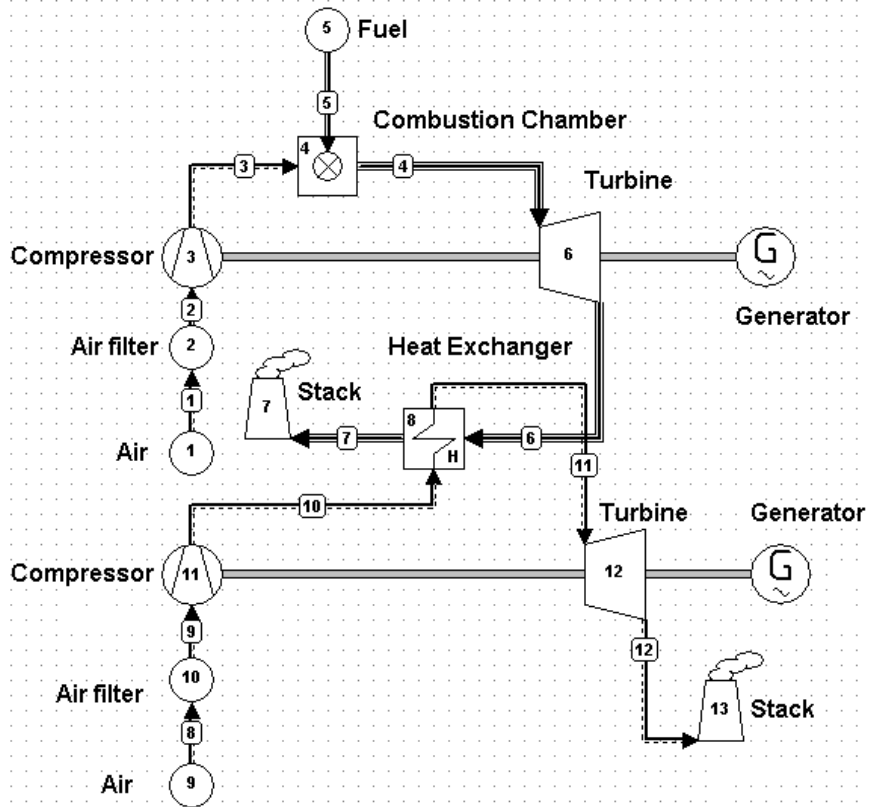 5 Fuel
5
Combustion Chamber
4
3
4
Turbine
Compressor
3
6
G
Generator
2
Air filter
2
Heat Exchanger
1
Stack
7
8
7
6
H
Air
1
11
10
Turbine
Generator
Compressor
11
12
G
9
12
Air filter
10
13
Stack
8
Air
9